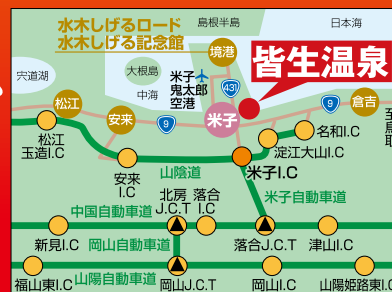 水木しげるロード
水木しげる記念館
島根半島
日本海
境港
皆生温泉
宍道湖
大根島
中海
米子
鬼太郎
空港
431
松江
安来
9
米子
9
倉吉
至
鳥
取
松江
玉造I.C
名和I.C
淀江大山I.C
安来
I.C
山陰道
米子I.C
米子自動車道
北房
J.C.T
落合
I.C
中国自動車道
新見I.C
岡山自動車道
落合J.C.T
津山I.C
山陽自動車道
福山東I.C
岡山J.C.T
岡山I.C
山陽姫路東I.C